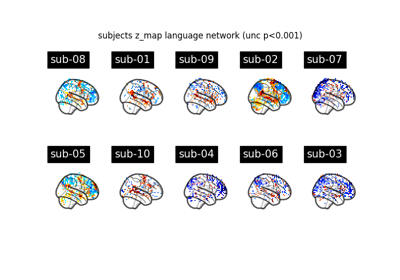 subjects z_map language network (unc p<0.001)
sub-08 sub-01 sub-09 sub-02 sub-07
sub-05 sub-10 sub-04 sub-06 sub-03